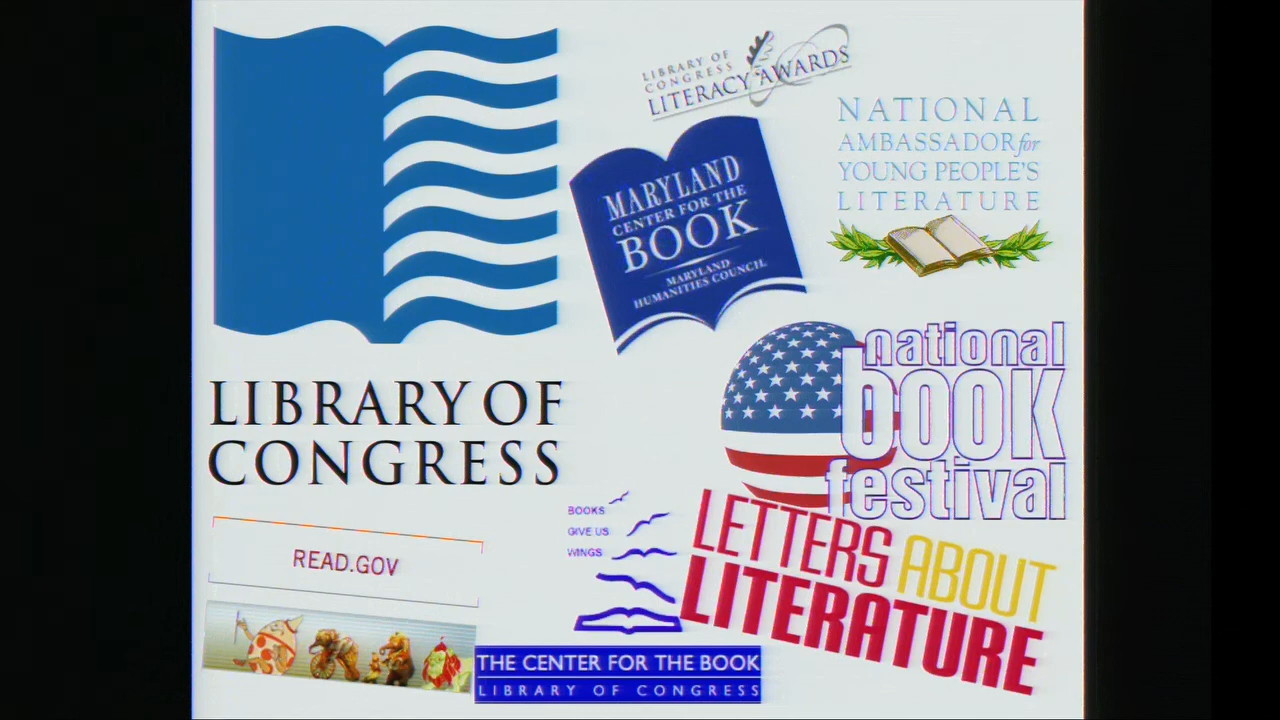 LIBRARY OF
CONGRESS
LITERACY AWARDS
NATIONAL
AMBASSADOR for
YOUNG PEOPLE'S
LITERATURE
MARYLAND
CENTER FOR THE
BOOK
MARYLAND
HUMANITIES COUNCIL
LIBRARY OF
CONGRESS
national
book
festival
BOOKS
GIVE US
WINGS
LETTERS ABOUT
LITERATURE
READ.GOV
THE CENTER FOR THE BOOK
LIBRARY OF CONGRESS